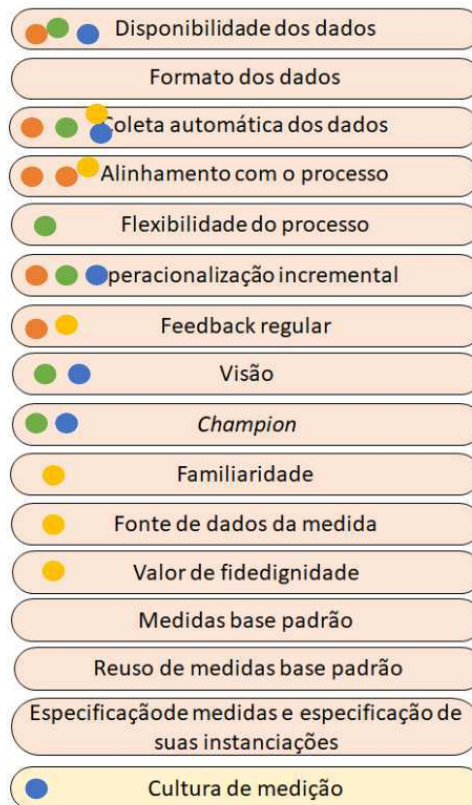 Disponibilidade dos dados
Formato dos dados
Coleta automática dos dados
Alinhamento com o processo
Flexibilidade do processo
peracionalização incremental
Feedback regular
Visão
Champion
Familiaridade
Fonte de dados da medida
Valor de fidedignidade
Medidas base padrão
Reuso de medidas base padrão
Especificaçãode medidas e especificação de
suas instanciações
Cultura de medição